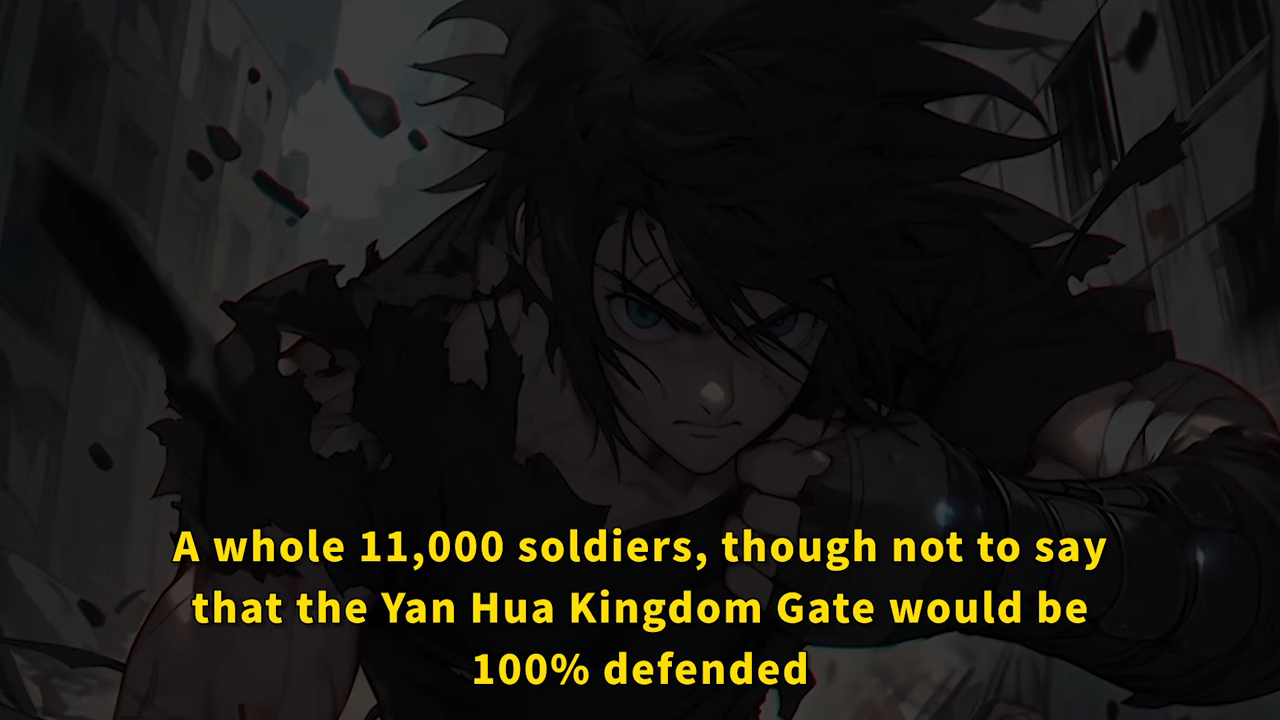 A whole 11,000 soldiers, though not to say
that the Yan Hua Kingdom Gate would be
100% defended